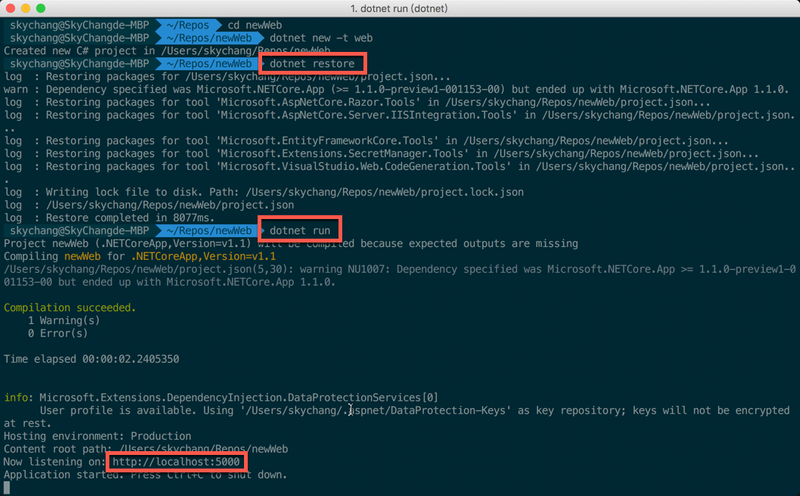 1. dotnet run (dotnet)
skychang@SkyChangde-MBP ~/Repos cd newWeb
skychang@SkyChangde-MBP ~/Repos/newWeb dotnet new -t web
Created new C# project in /Users/skychang/Repos/newWeb.
skychang@SkyChangde-MBP ~/Repos/newWeb dotnet restore
log : Restoring packages for /Users/skychang/Repos/newWeb/project.json...
warn : Dependency specified was Microsoft.NETCore.App (>= 1.1.0-preview1-001153-00) but ended up with Microsoft.NETCore.App 1.1.0.
log : Restoring packages for tool 'Microsoft.AspNetCore.Razor.Tools' in /Users/skychang/Repos/newWeb/project.json...
log : Restoring packages for tool 'Microsoft.AspNetCore.Server.IISIntegration.Tools' in /Users/skychang/Repos/newWeb/project.json.
..
log : Restoring packages for tool 'Microsoft.EntityFrameworkCore.Tools' in /Users/skychang/Repos/newWeb/project.json...
log : Restoring packages for tool 'Microsoft.Extensions.SecretManager.Tools' in /Users/skychang/Repos/newWeb/project.json...
log : Restoring packages for tool 'Microsoft.VisualStudio.Web.CodeGeneration.Tools' in /Users/skychang/Repos/newWeb/project.json..
.
log : Writing lock file to disk. Path: /Users/skychang/Repos/newWeb/project.lock.json
log : /Users/skychang/Repos/newWeb/project.json
log : Restore completed in 8077ms.
skychang@SkyChangde-MBP ~/Repos/newWeb dotnet run
Project newWeb (.NETCoreApp,Version=v1.1) will be compiled because expected outputs are missing
Compiling newWeb for .NETCoreApp,Version=v1.1
/Users/skychang/Repos/newWeb/project.json(5,30): warning NU1007: Dependency specified was Microsoft.NETCore.App >= 1.1.0-preview1-0
01153-00 but ended up with Microsoft.NETCore.App 1.1.0.
Compilation succeeded.
1 Warning(s)
0 Error(s)
Time elapsed 00:00:02.2405350
info: Microsoft.Extensions.DependencyInjection.DataProtectionServices[0]
User profile is available. Using '/Users/skychang/.aspnet/DataProtection-Keys' as key repository; keys will not be encrypted
at rest.
Hosting environment: Production
Content root path: /Users/skychang/Repos/newWeb
Now listening on: http://localhost:5000
Application started. Press Ctrl+C to shut down.